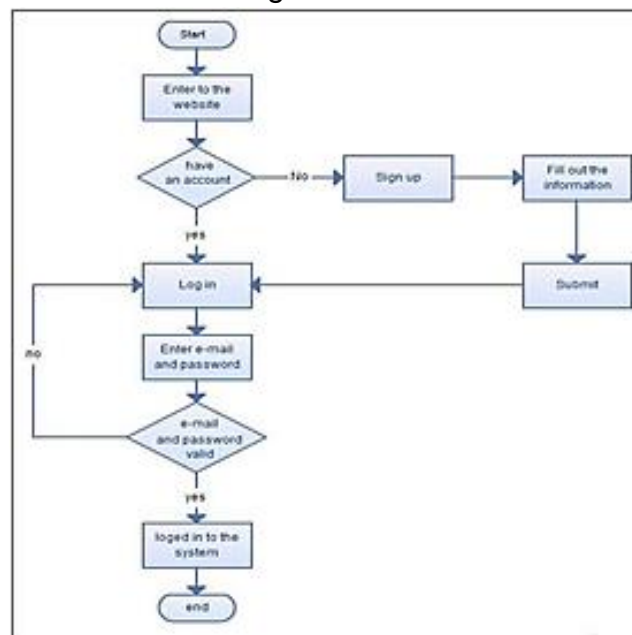 Start
Enter to the
website
have
an account
No
Sign up
Fill out the
information
yes
Log in
Submit
Enter e-mail
and password
no
e-mail
and password
valid
yes
loged in to the
system
end